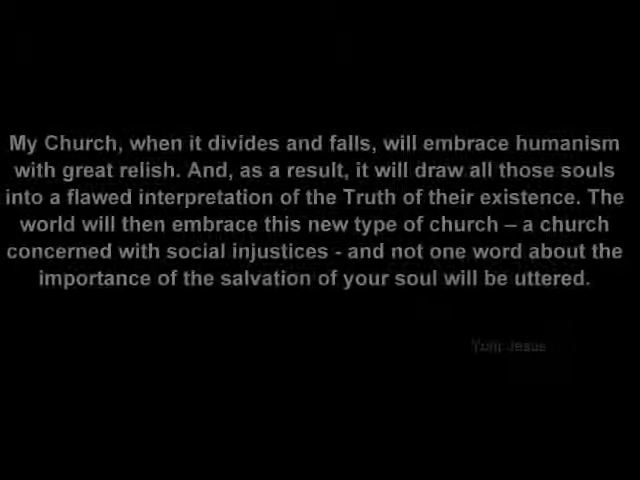 My Church, when it divides and falls, will embrace humanism
with great relish. And, as a result, it will draw all those souls
into a flawed interpretation of the Truth of their existence. The
world will then embrace this new type of church – a church
concerned with social injustices - and not one word about the
importance of the salvation of your soul will be uttered.
Your Jesus